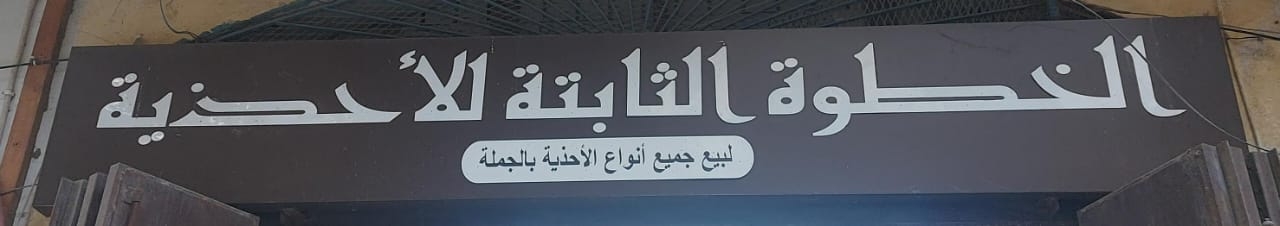 الخطوة الثابتة للأحذية
لبيع جميع أنواع الأحذية بالجملة